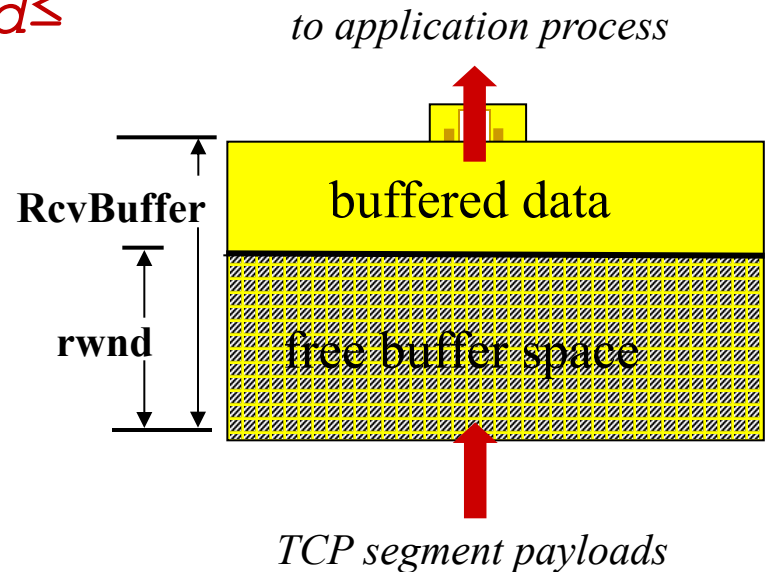 d≤
to application process
RcvBuffer
buffered data
rwnd
free buffer space
TCP segment payloads